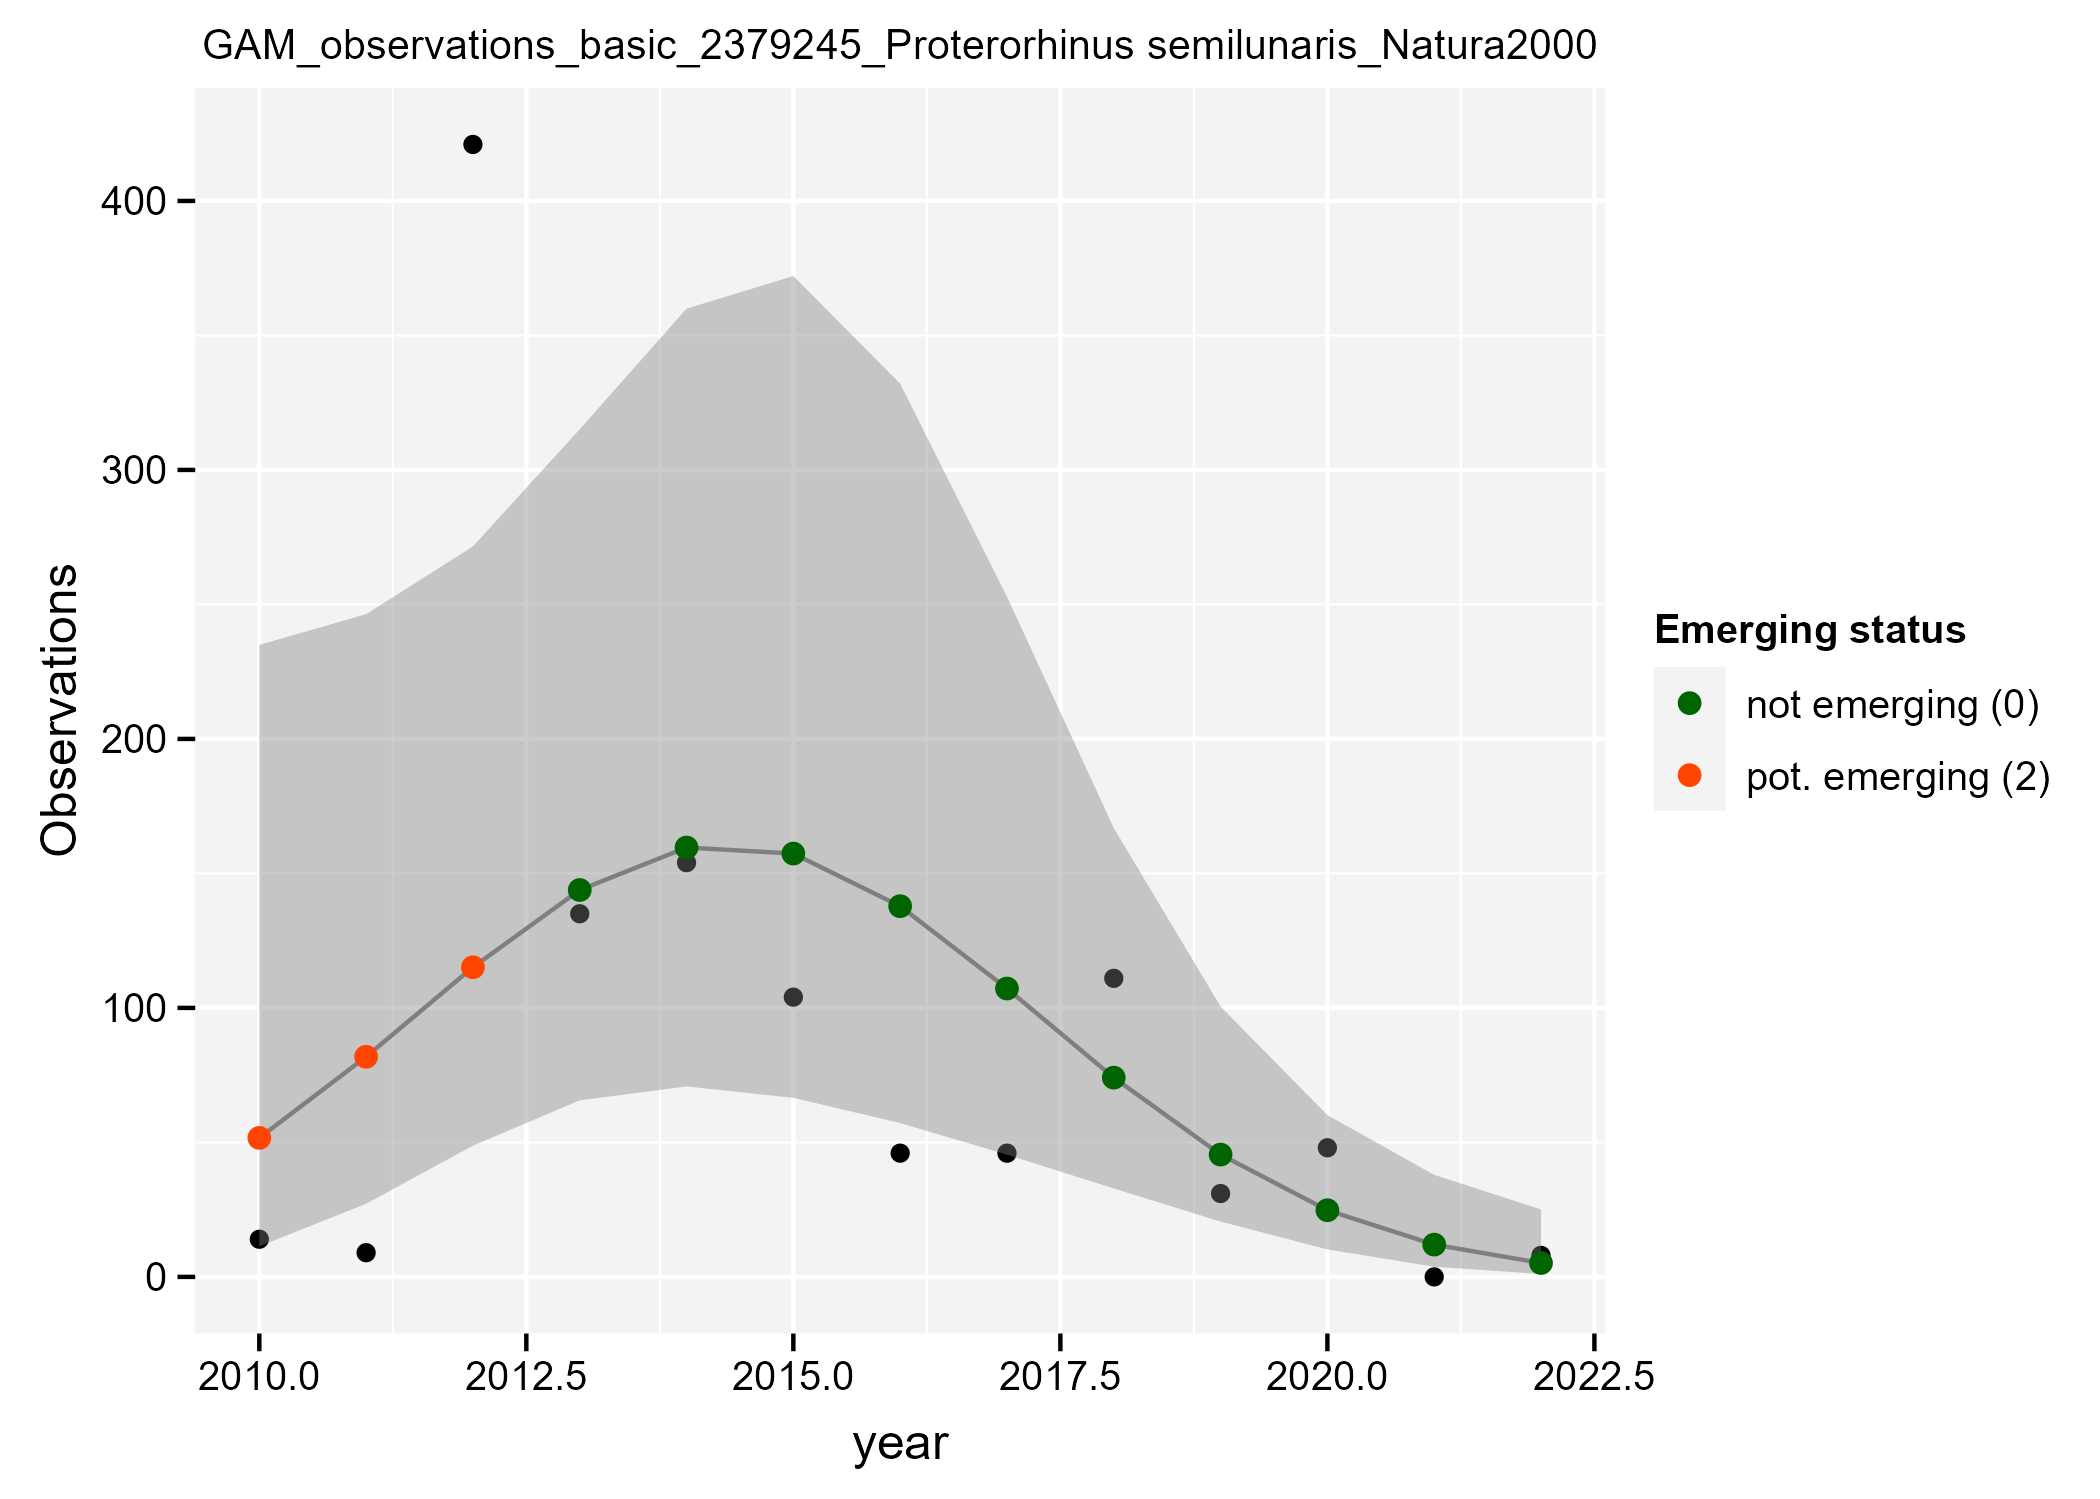 GAM_observations_basic_2379245_Proterorhinus semilunaris_Natura2000
Observations
400
300
200
100
0
2010.0 2012.5 2015.0 2017.5 2020.0 2022.5
year
Emerging status
not emerging (0)
pot. emerging (2)